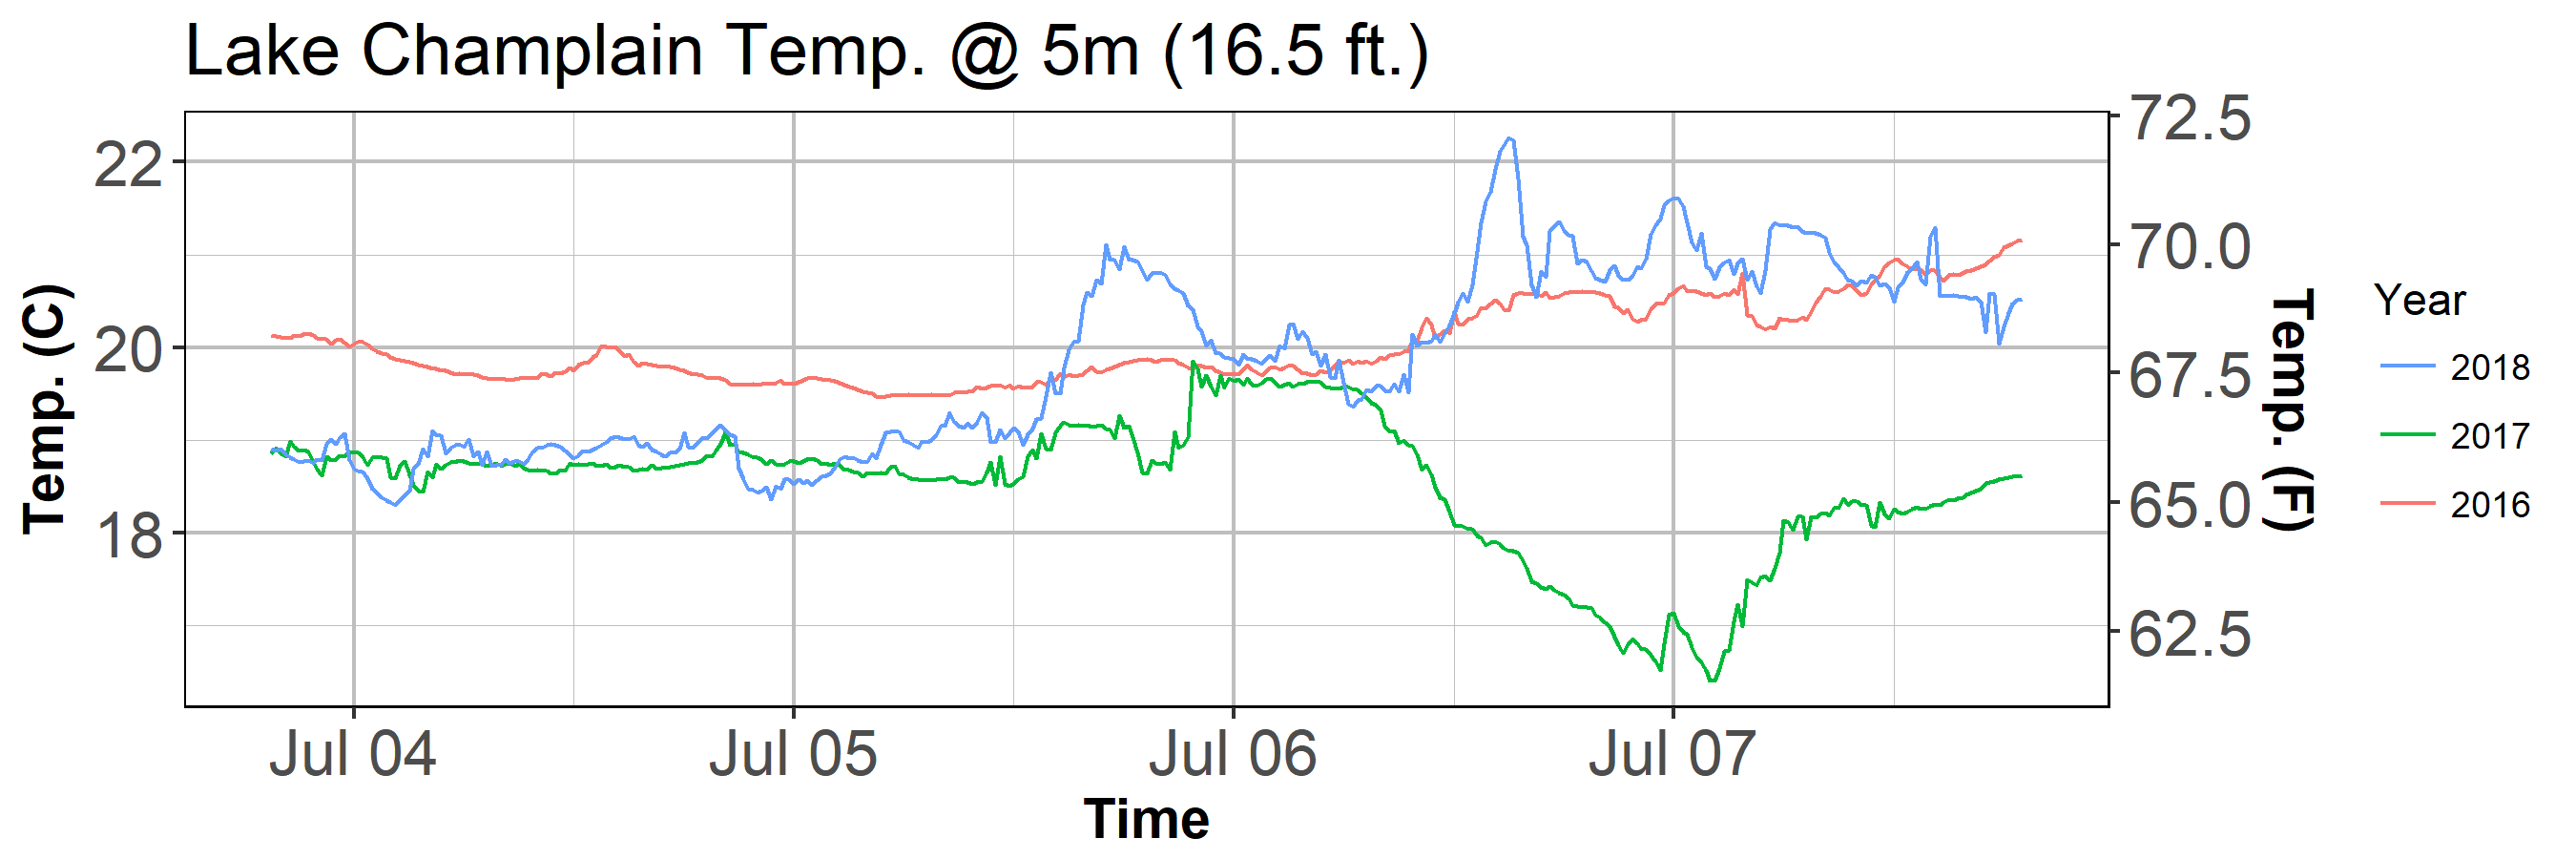 Lake Champlain Temp. @ 5m (16.5 ft.)
Temp. (C)
22
20
18
72.5
70.0
67.5
65.0
62.5
Temp. (F)
Jul 04
Jul 05
Jul 06
Jul 07
Time
Year
2018
2017
2016